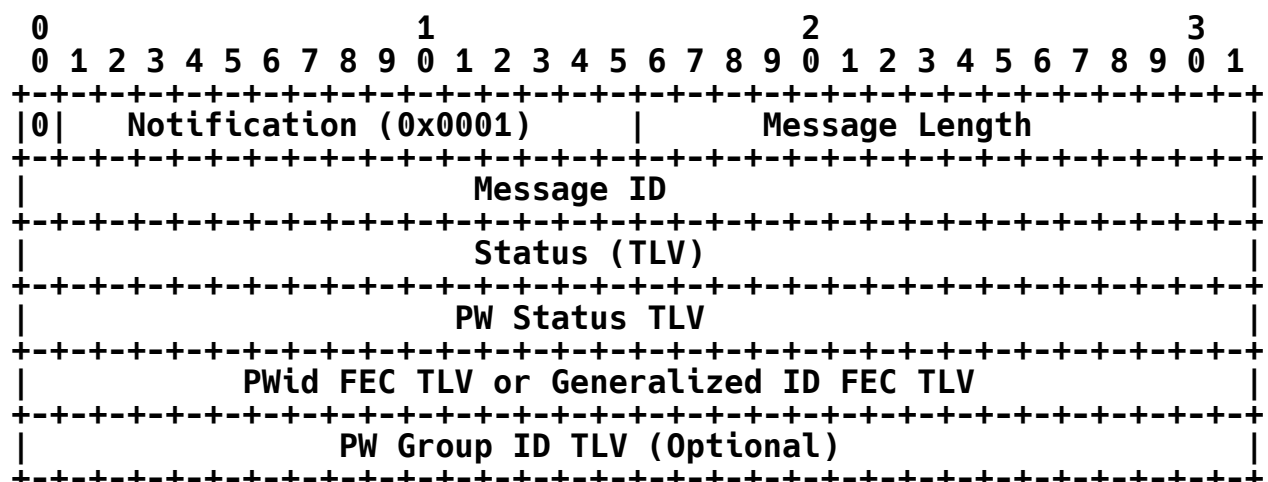 0                   1                   2                   3
 0 1 2 3 4 5 6 7 8 9 0 1 2 3 4 5 6 7 8 9 0 1 2 3 4 5 6 7 8 9 0 1
+-+-+-+-+-+-+-+-+-+-+-+-+-+-+-+-+-+-+-+-+-+-+-+-+-+-+-+-+-+-+-+-+
|0|   Notification (0x0001)     |      Message Length           |
+-+-+-+-+-+-+-+-+-+-+-+-+-+-+-+-+-+-+-+-+-+-+-+-+-+-+-+-+-+-+-+-+
|                       Message ID                              |
+-+-+-+-+-+-+-+-+-+-+-+-+-+-+-+-+-+-+-+-+-+-+-+-+-+-+-+-+-+-+-+-+
|                       Status (TLV)                            |
+-+-+-+-+-+-+-+-+-+-+-+-+-+-+-+-+-+-+-+-+-+-+-+-+-+-+-+-+-+-+-+-+
|                      PW Status TLV                            |
+-+-+-+-+-+-+-+-+-+-+-+-+-+-+-+-+-+-+-+-+-+-+-+-+-+-+-+-+-+-+-+-+
|           PWid FEC TLV or Generalized ID FEC TLV              |
+-+-+-+-+-+-+-+-+-+-+-+-+-+-+-+-+-+-+-+-+-+-+-+-+-+-+-+-+-+-+-+-+
|                PW Group ID TLV (Optional)                     |
+-+-+-+-+-+-+-+-+-+-+-+-+-+-+-+-+-+-+-+-+-+-+-+-+-+-+-+-+-+-+-+-+